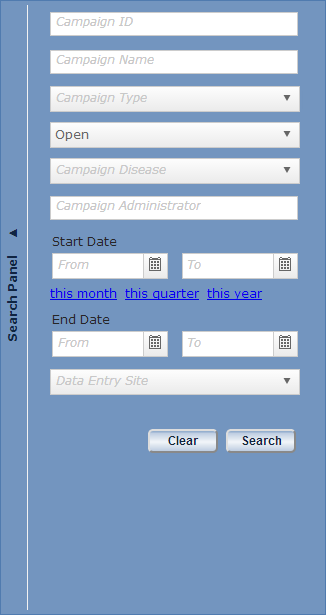 Search Panel ▲
Campaign ID
Campaign Name
Campaign Type
Open
Campaign Disease
Campaign Administrator
Start Date
From To
this month this quarter this year
End Date
From To
Data Entry Site
Clear Search